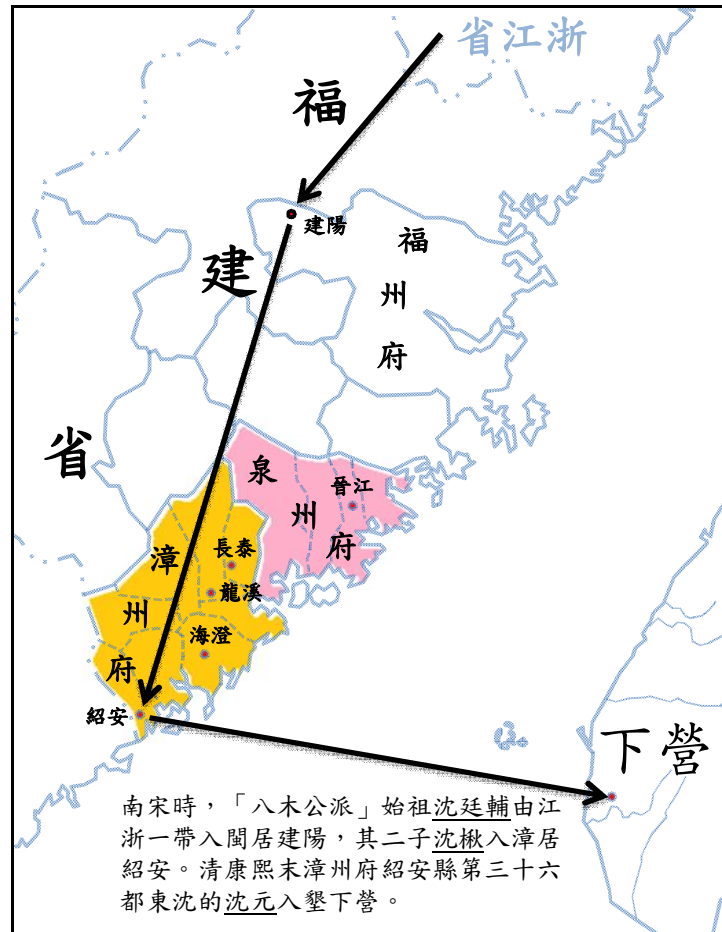 省江浙
福
建
省
建陽
福
州
府
泉
州
府
晉江
漳
州
府
長泰
龍溪
海澄
紹安
下營
南宋時，「八木公派」始祖沈廷輔由江
浙一帶入閩居建陽，其二子沈楸入漳居
紹安。清康熙末漳州府紹安縣第三十六
都東沈的沈元入墾下營。